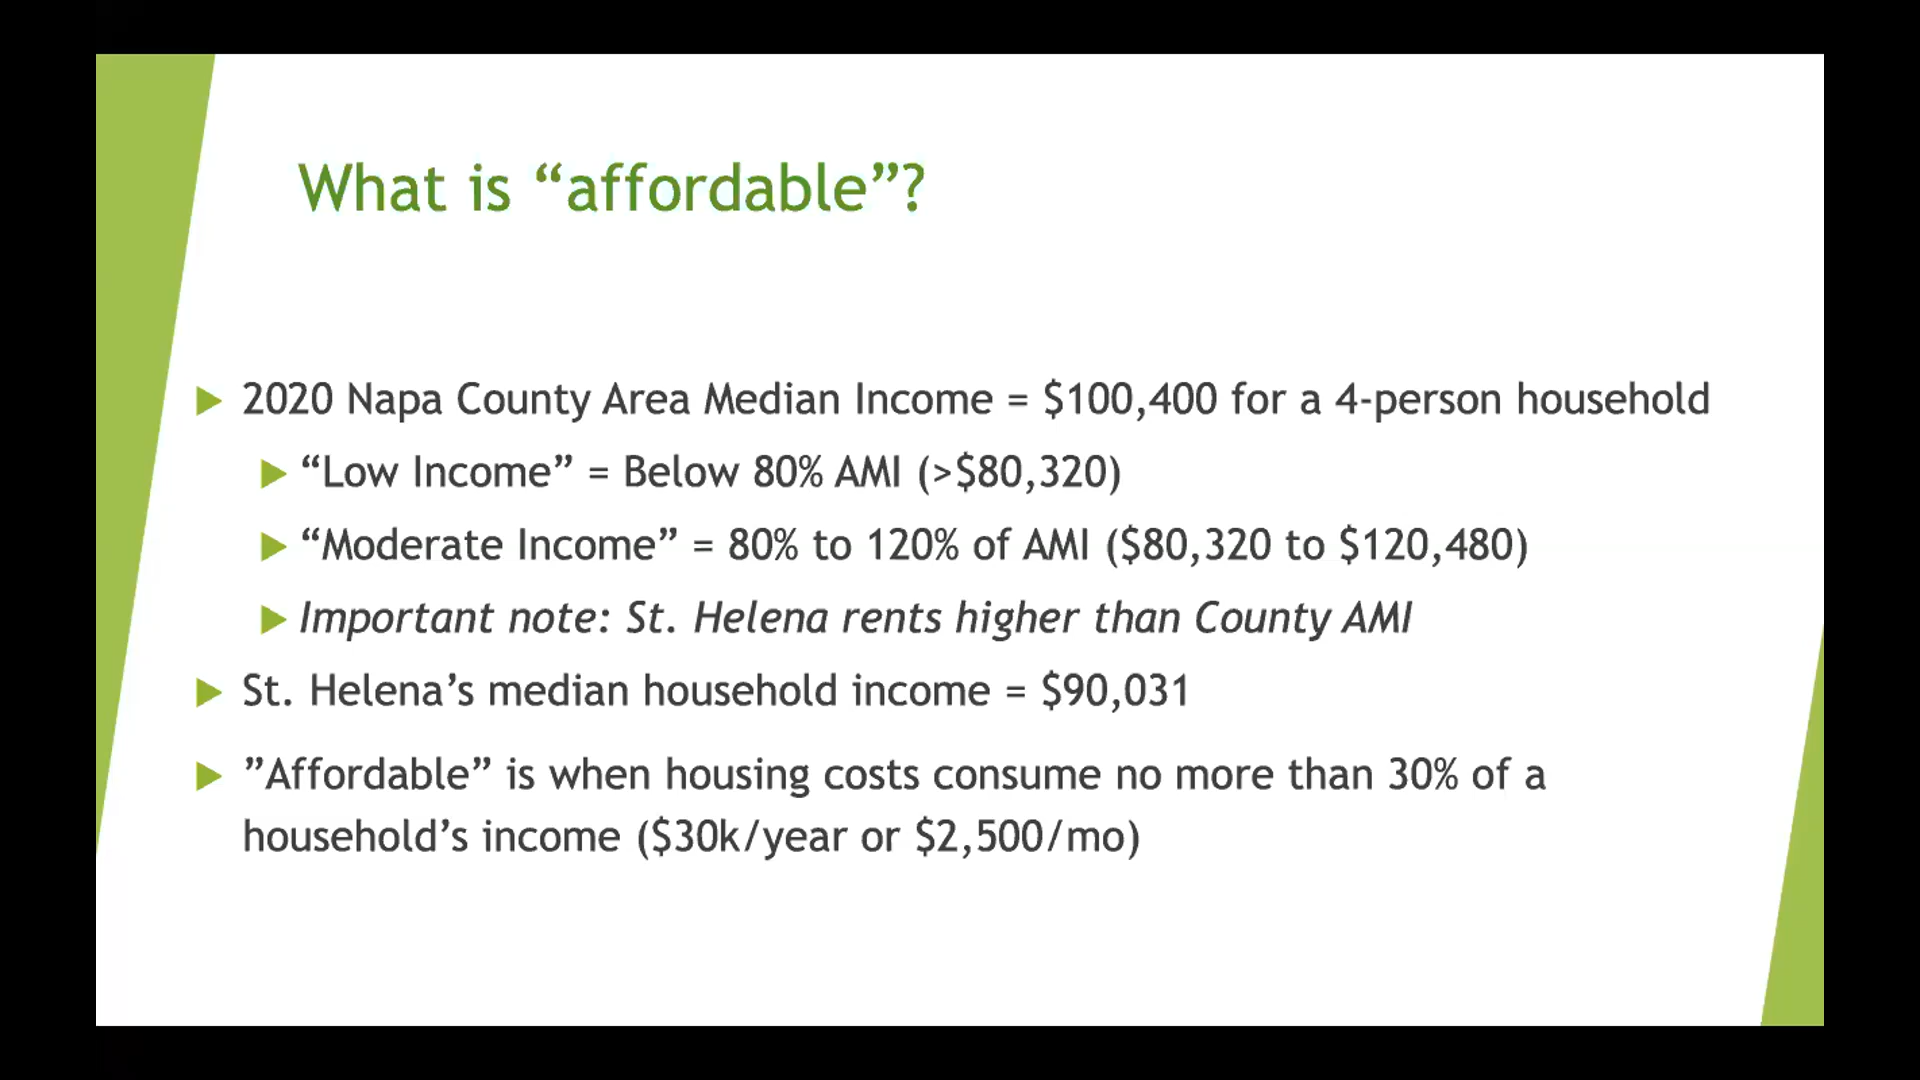 What is “affordable”?
2020 Napa County Area Median Income = $100,400 for a 4-person household
“Low Income” = Below 80% AMI (>$80,320)
“Moderate Income” = 80% to 120% of AMI ($80,320 to $120,480)
Important note: St. Helena rents higher than County AMI
St. Helena’s median household income = $90,031
”Affordable” is when housing costs consume no more than 30% of a
household’s income ($30k/year or $2,500/mo)